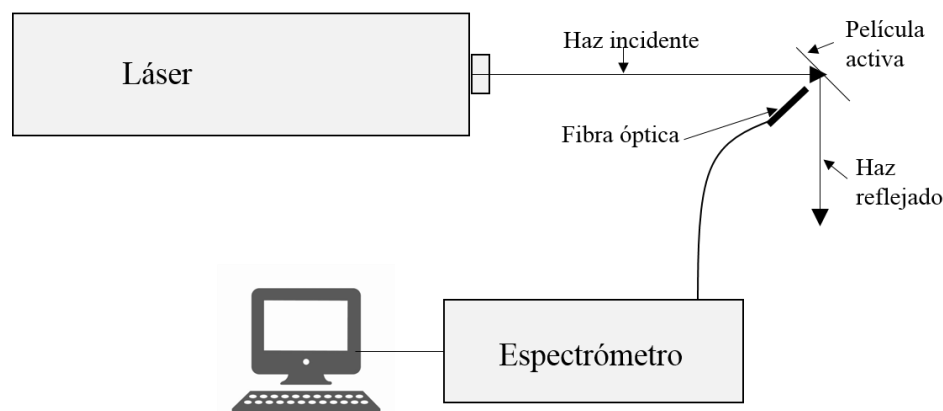 Láser
Haz incidente
Película
activa
Fibra óptica
Haz
reflejado
Espectrómetro